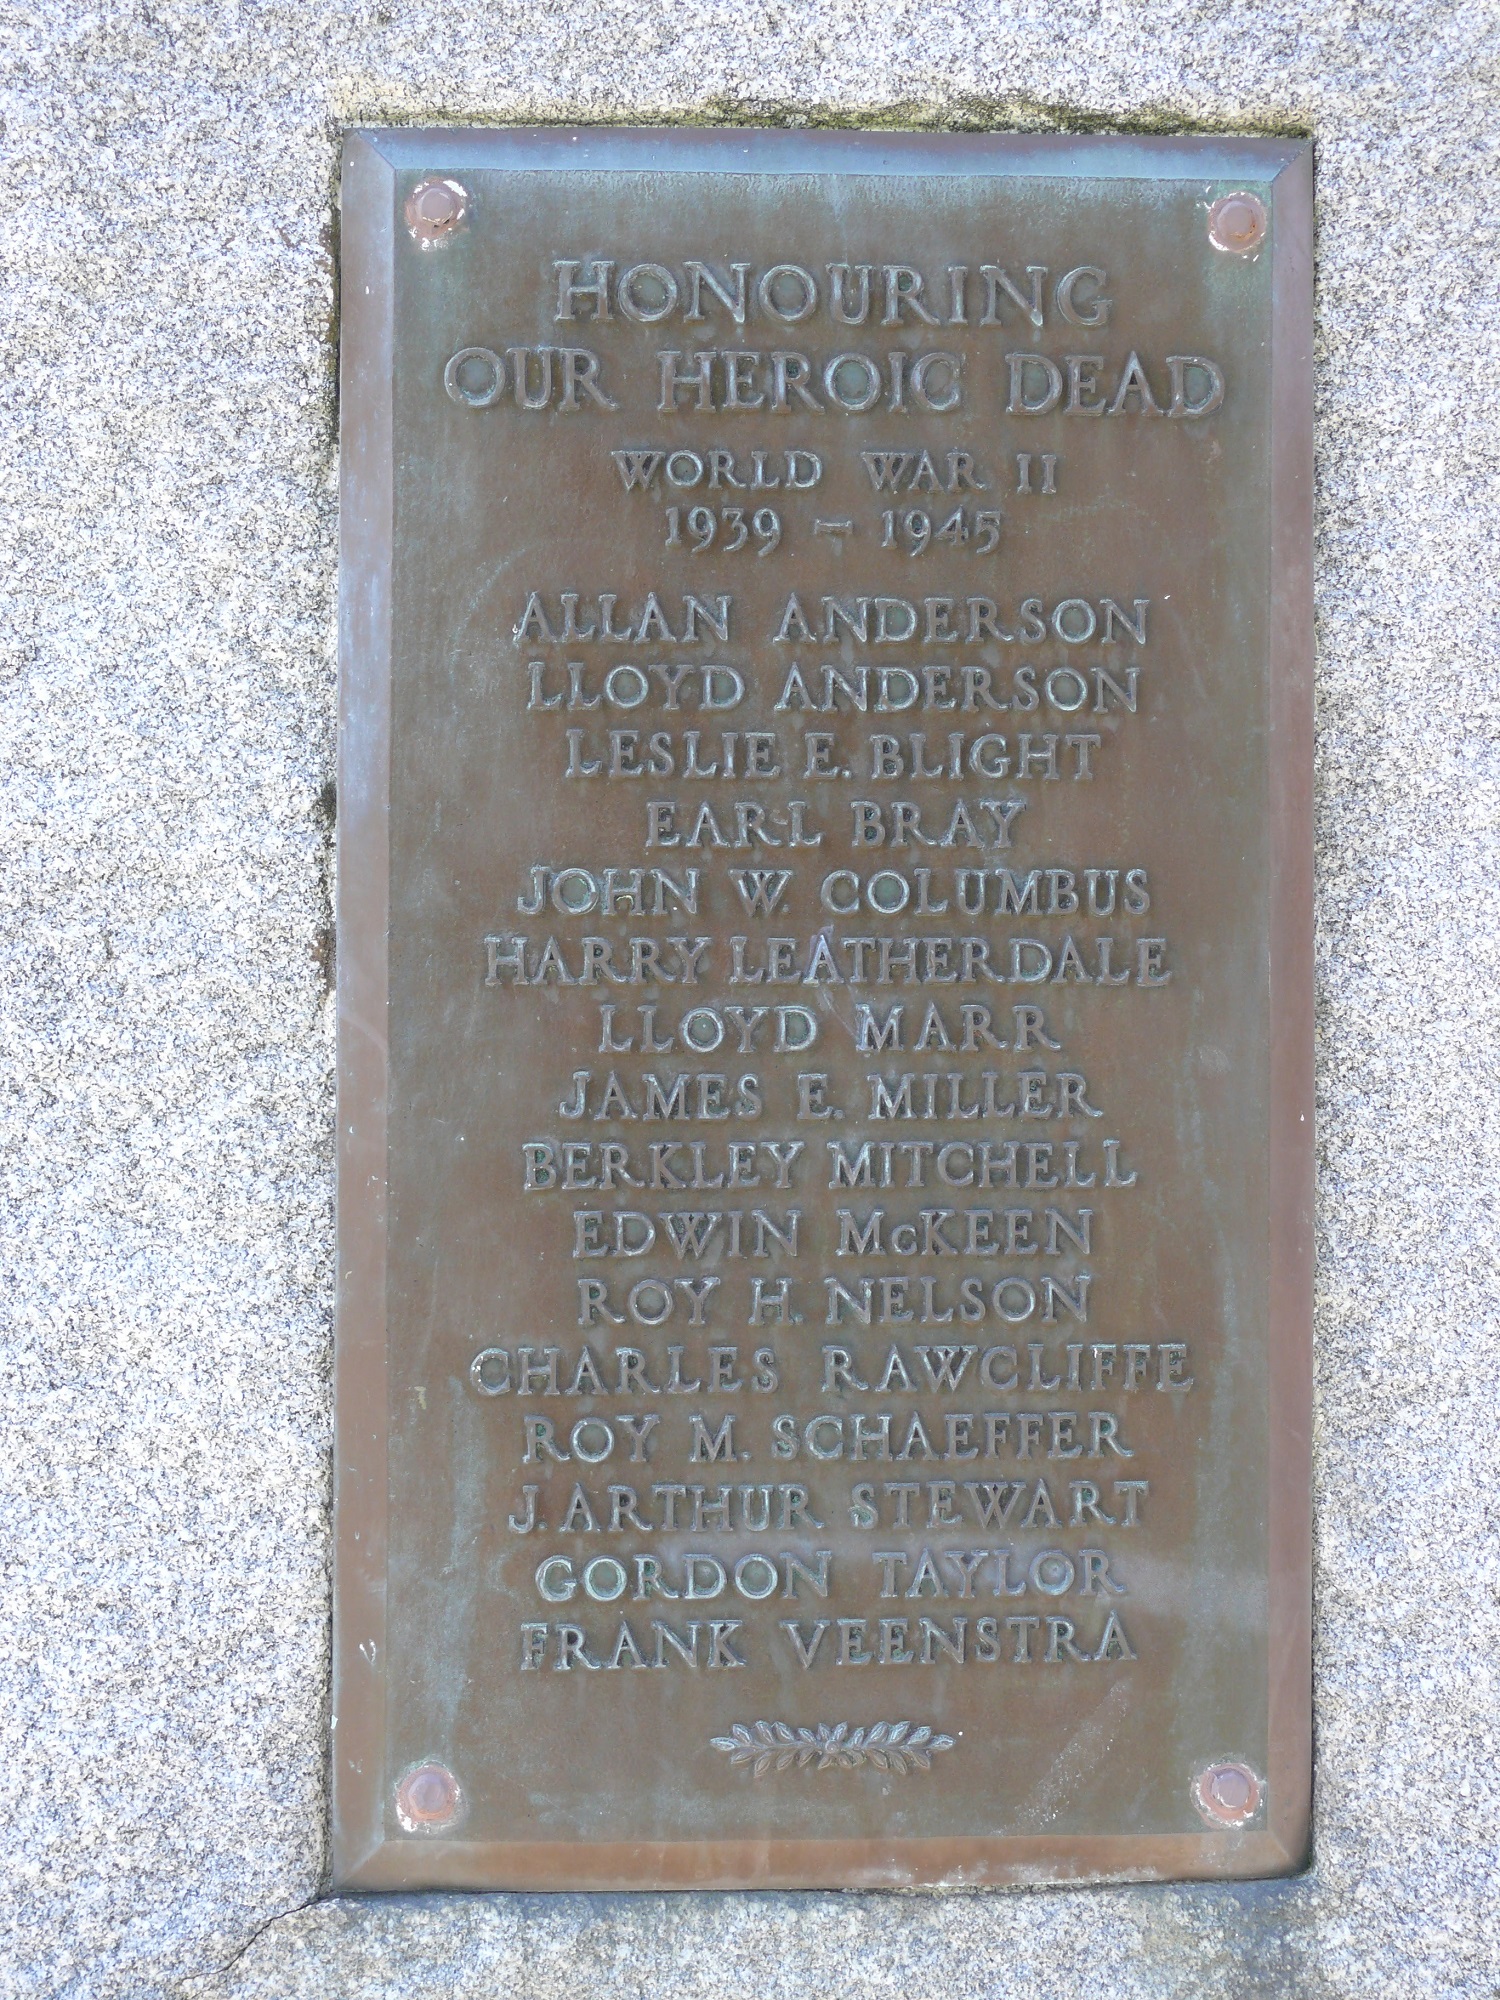 HONOURING
OUR HEROIC DEAD
WORLD WAR II
1939 – 1945
ALLAN ANDERSON
LLOYD ANDERSON
LESLIE E. BLIGHT
EARL BRAY
JOHN W. COLUMBUS
HARRY LEATHERDALE
LLOYD MARR
JAMES E. MILLER
BERKLEY MITCHELL
EDWIN McKEEN
ROY H. NELSON
CHARLES RAWCLIFFE
ROY M. SCHAEFFER
J. ARTHUR STEWART
GORDON TAYLOR
FRANK VEENSTRA